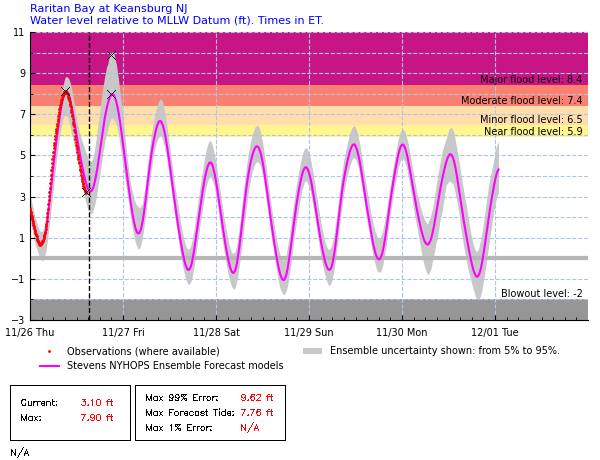 Raritan Bay at Keansburg NJ
Water level relative to MLLW Datum (ft). Times in ET.
11
9
7
5
3
1
−1
−3
Major flood level: 8.4
Moderate flood level: 7.4
Minor flood level: 6.5
Near flood level: 5.9
Blowout level: -2
11/26 Thu 11/27 Fri 11/28 Sat 11/29 Sun 11/30 Mon 12/01 Tue
Observations (where available)
Stevens NYHOPS Ensemble Forecast models
Ensemble uncertainty shown: from 5% to 95%.
Current: 3.10 ft
Max: 7.90 ft
Max 99% Error: 9.62 ft
Max Forecast Tide: 7.76 ft
Max 1% Error: N/A
N/A